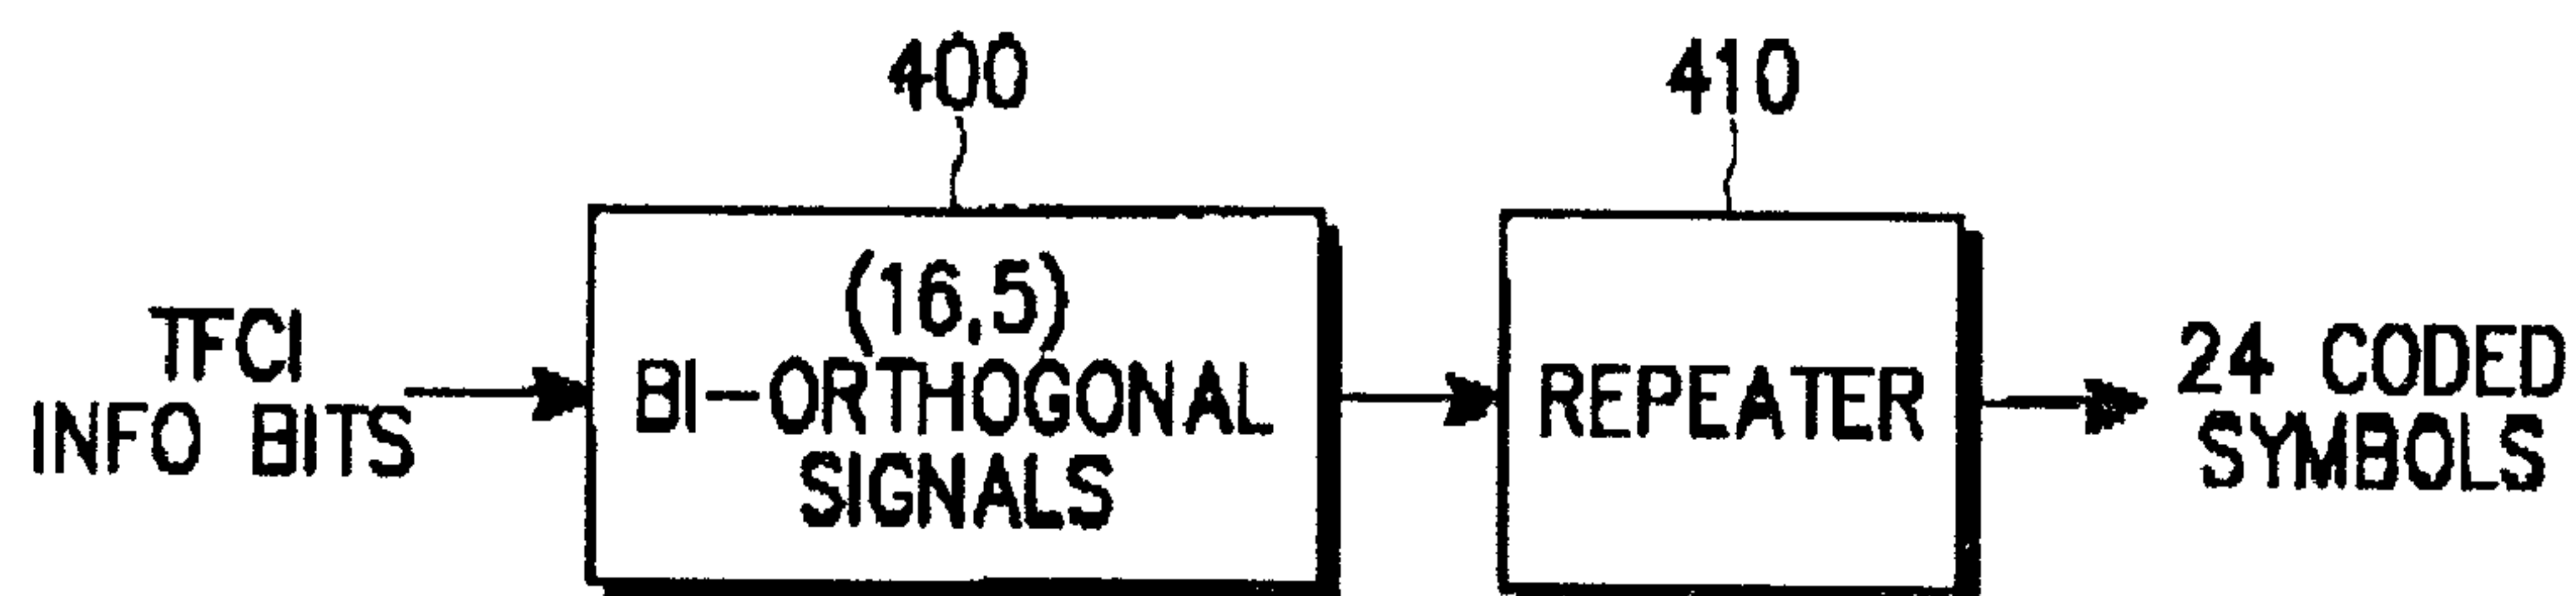 400
410
TFCI
INFO BITS
(16,5)
BI-ORTHOGONAL
SIGNALS
REPEATER
24 CODED
SYMBOLS